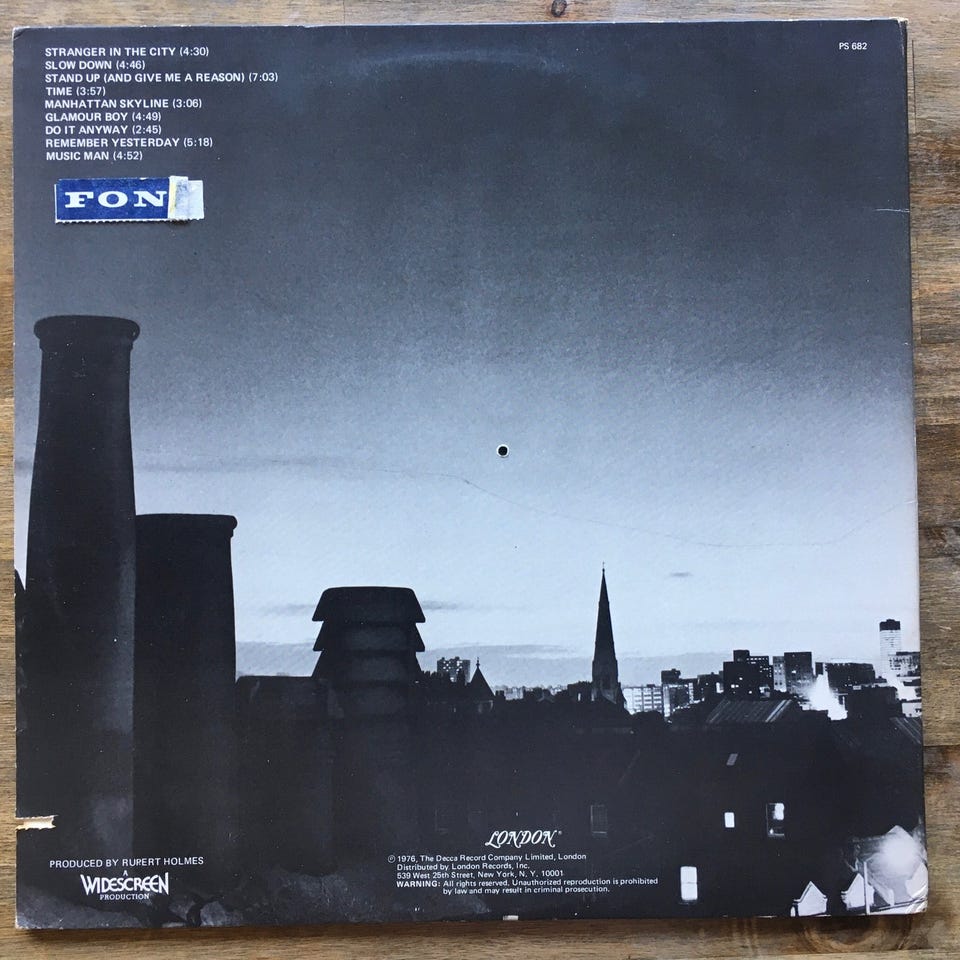 STRANGER IN THE CITY (4:30)
SLOW DOWN (4:46)
STAND UP (AND GIVE ME A REASON) (7:03)
TIME (3:57)
MANHATTAN SKYLINE (3:06)
GLAMOUR BOY (4:49)
DO IT ANYWAY (2:45)
REMEMBER YESTERDAY (5:18)
MUSIC MAN (4:52)
PS 682
FON
LONDON®
℗ 1976, The Decca Record Company Limited, London
Distributed by London Records, Inc.
539 West 25th Street, New York, N.Y. 10001
WARNING: All rights reserved. Unauthorized reproduction is prohibited
by law and may result in criminal prosecution.
PRODUCED BY RUPERT HOLMES
A
WIDESCREEN
PRODUCTION